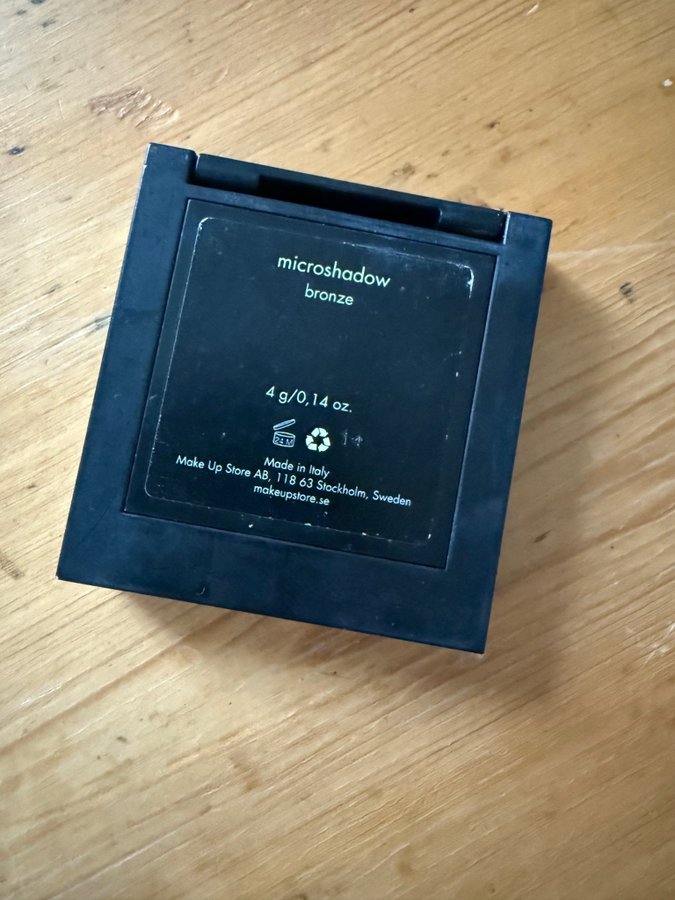 microshadow
bronze
4 g/0,14 oz.
24 M
Made in Italy
Make Up Store AB, 118 63 Stockholm, Sweden
makeupstore.se